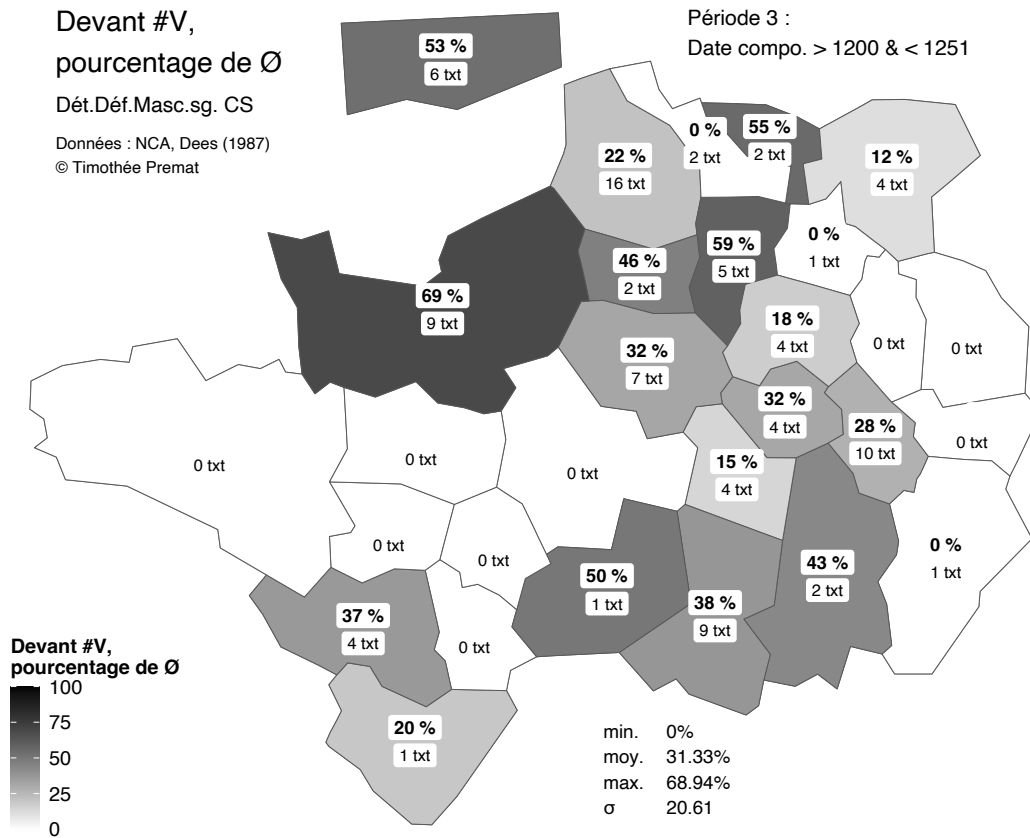 Devant #V,
pourcentage de Ø
Dét.Déf.Masc.sg. CS
Données : NCA, Dees (1987)
© Timothée Premat
Période 3 :
Date compo. > 1200 & < 1251
53 %
6 txt
0 %
2 txt
55 %
2 txt
22 %
16 txt
12 %
4 txt
59 %
5 txt
0 %
1 txt
46 %
2 txt
69 %
9 txt
18 %
4 txt
0 txt
0 txt
32 %
7 txt
32 %
4 txt
28 %
10 txt
0 txt
0 txt
0 txt
0 txt
15 %
4 txt
0 txt
0 txt
50 %
1 txt
38 %
9 txt
43 %
2 txt
0 %
1 txt
37 %
4 txt
0 txt
20 %
1 txt
Devant #V,
pourcentage de Ø
100
75
50
25
0
min. 0%
moy. 31.33%
max. 68.94%
σ 20.61